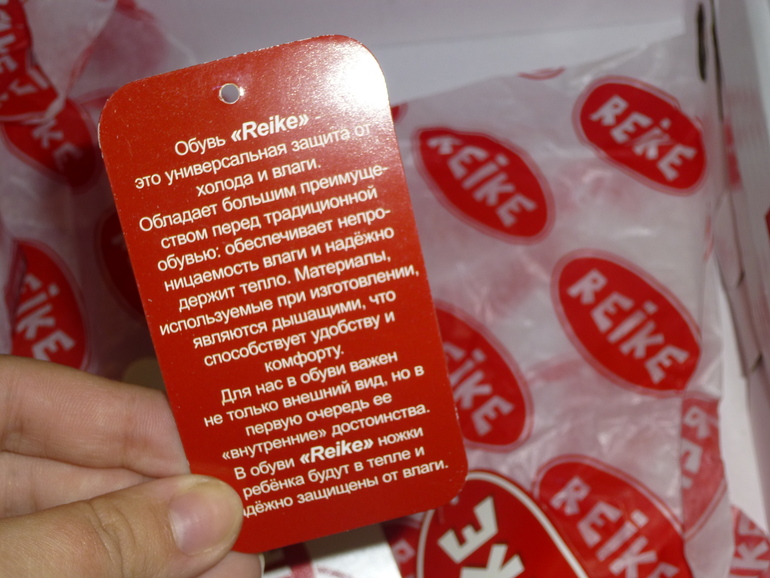 Обувь «Reike»
это универсальная защита от
холода и влаги.
Обладает большим преимуще-
ством перед традиционной
обувью: обеспечивает непро-
ницаемость влаги и надёжно
держит тепло. Материалы,
используемые при изготовлении,
являются дышащими, что
способствует удобству и
комфорту.
Для нас в обуви важен
не только внешний вид, но в
первую очередь ее
«внутренние» достоинства.
В обуви «Reike» ножки
ребёнка будут в тепле и
дёжно защищены от влаги.
REIKE
REIKE
REIKE
REIKE
REIKE
REIKE